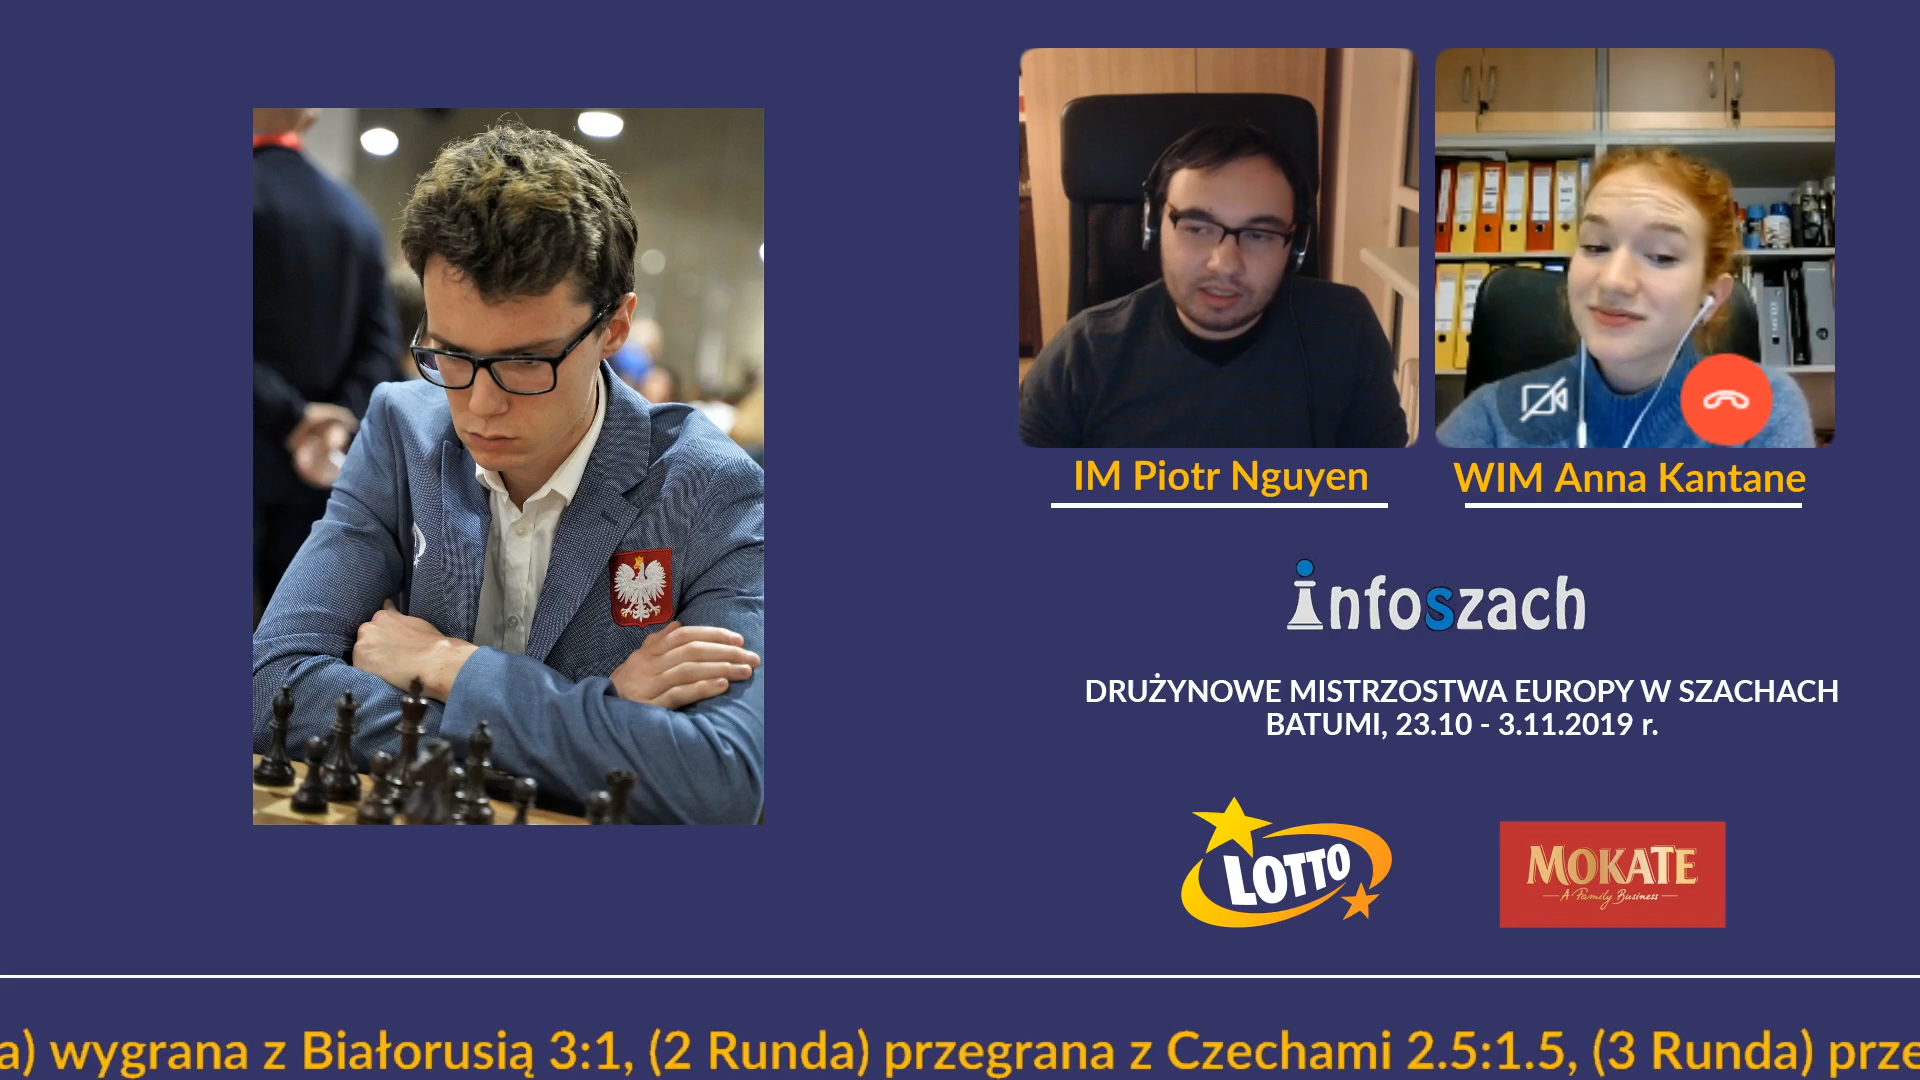 IM Piotr Nguyen
WIM Anna Kantane
infoszach
DRUŻYNOWE MISTRZOSTWA EUROPY W SZACHACH
BATUMI, 23.10 - 3.11.2019 r.
LOTTO
MOKATE
A Family Business
a) wygrana z Białorusią 3:1, (2 Runda) przegrana z Czechami 2.5:1.5, (3 Runda) prze